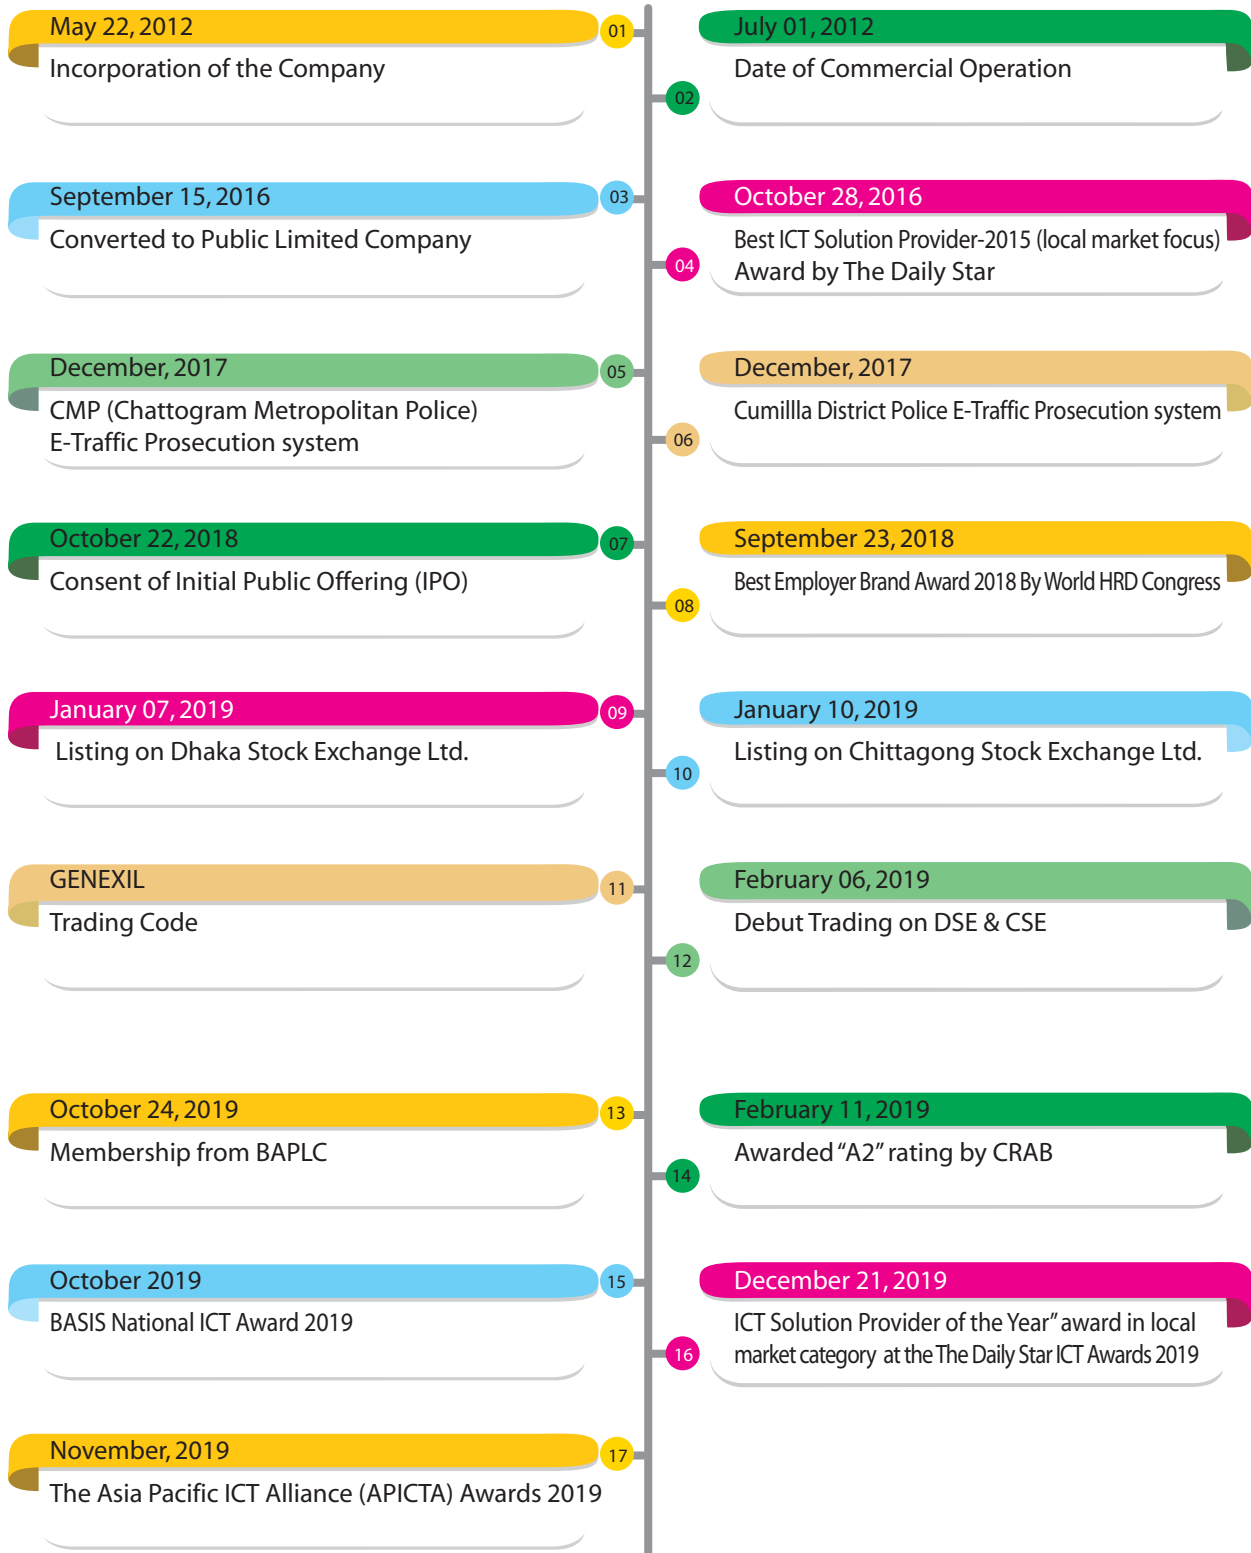 May 22, 2012
01
Incorporation of the Company
July 01, 2012
Date of Commercial Operation
02
September 15, 2016
03
Converted to Public Limited Company
October 28, 2016
Best ICT Solution Provider-2015 (local market focus)
04
Award by The Daily Star
December, 2017
05
CMP (Chattogram Metropolitan Police)
E-Traffic Prosecution system
December, 2017
Cumillla District Police E-Traffic Prosecution system
06
October 22, 2018
07
Consent of Initial Public Offering (IPO)
September 23, 2018
Best Employer Brand Award 2018 By World HRD Congress
08
January 07, 2019
09
Listing on Dhaka Stock Exchange Ltd.
January 10, 2019
Listing on Chittagong Stock Exchange Ltd.
10
GENEXIL
11
Trading Code
February 06, 2019
Debut Trading on DSE & CSE
12
October 24, 2019
13
Membership from BAPLC
February 11, 2019
Awarded “A2” rating by CRAB
14
October 2019
15
BASIS National ICT Award 2019
December 21, 2019
ICT Solution Provider of the Year” award in local
16
market category at the The Daily Star ICT Awards 2019
November, 2019
17
The Asia Pacific ICT Alliance (APICTA) Awards 2019